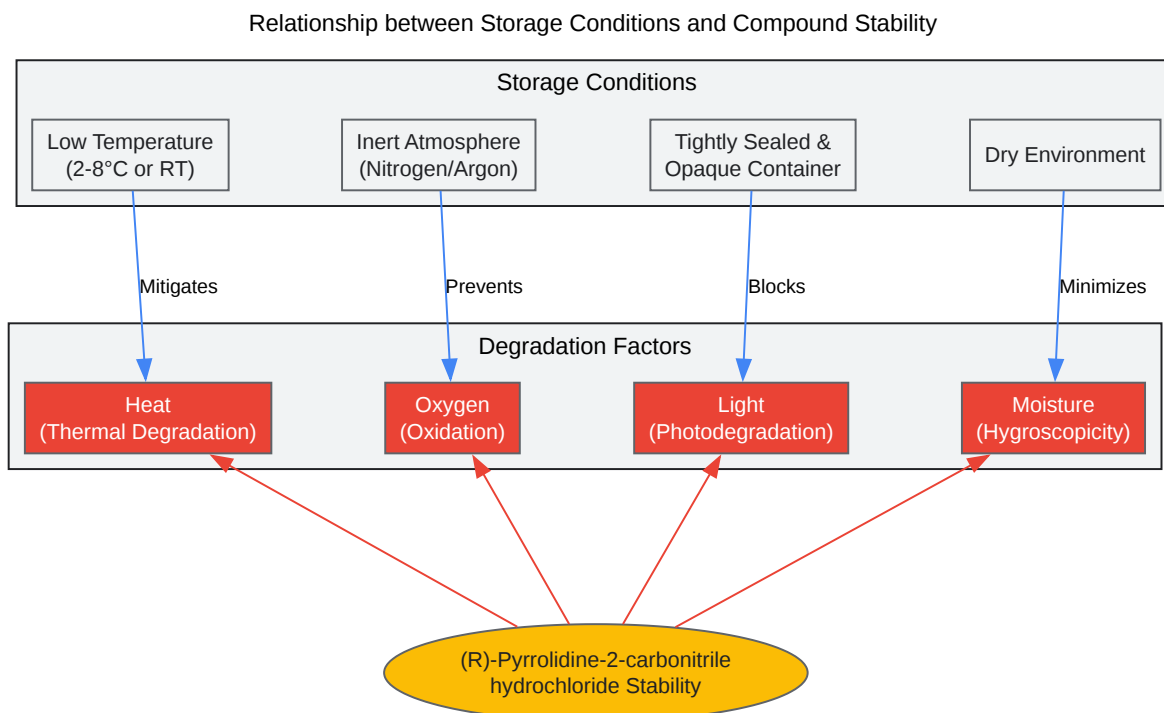 Relationship between Storage Conditions and Compound Stability
Storage Conditions
Low Temperature
(2-8°C or RT)
Inert Atmosphere
(Nitrogen/Argon)
Tightly Sealed &
Opaque Container
Dry Environment
Mitigates
Prevents
Blocks
Minimizes
Degradation Factors
Heat
(Thermal Degradation)
Oxygen
(Oxidation)
Light
(Photodegradation)
Moisture
(Hygroscopicity)
(R)-Pyrrolidine-2-carbonitrile
hydrochloride Stability